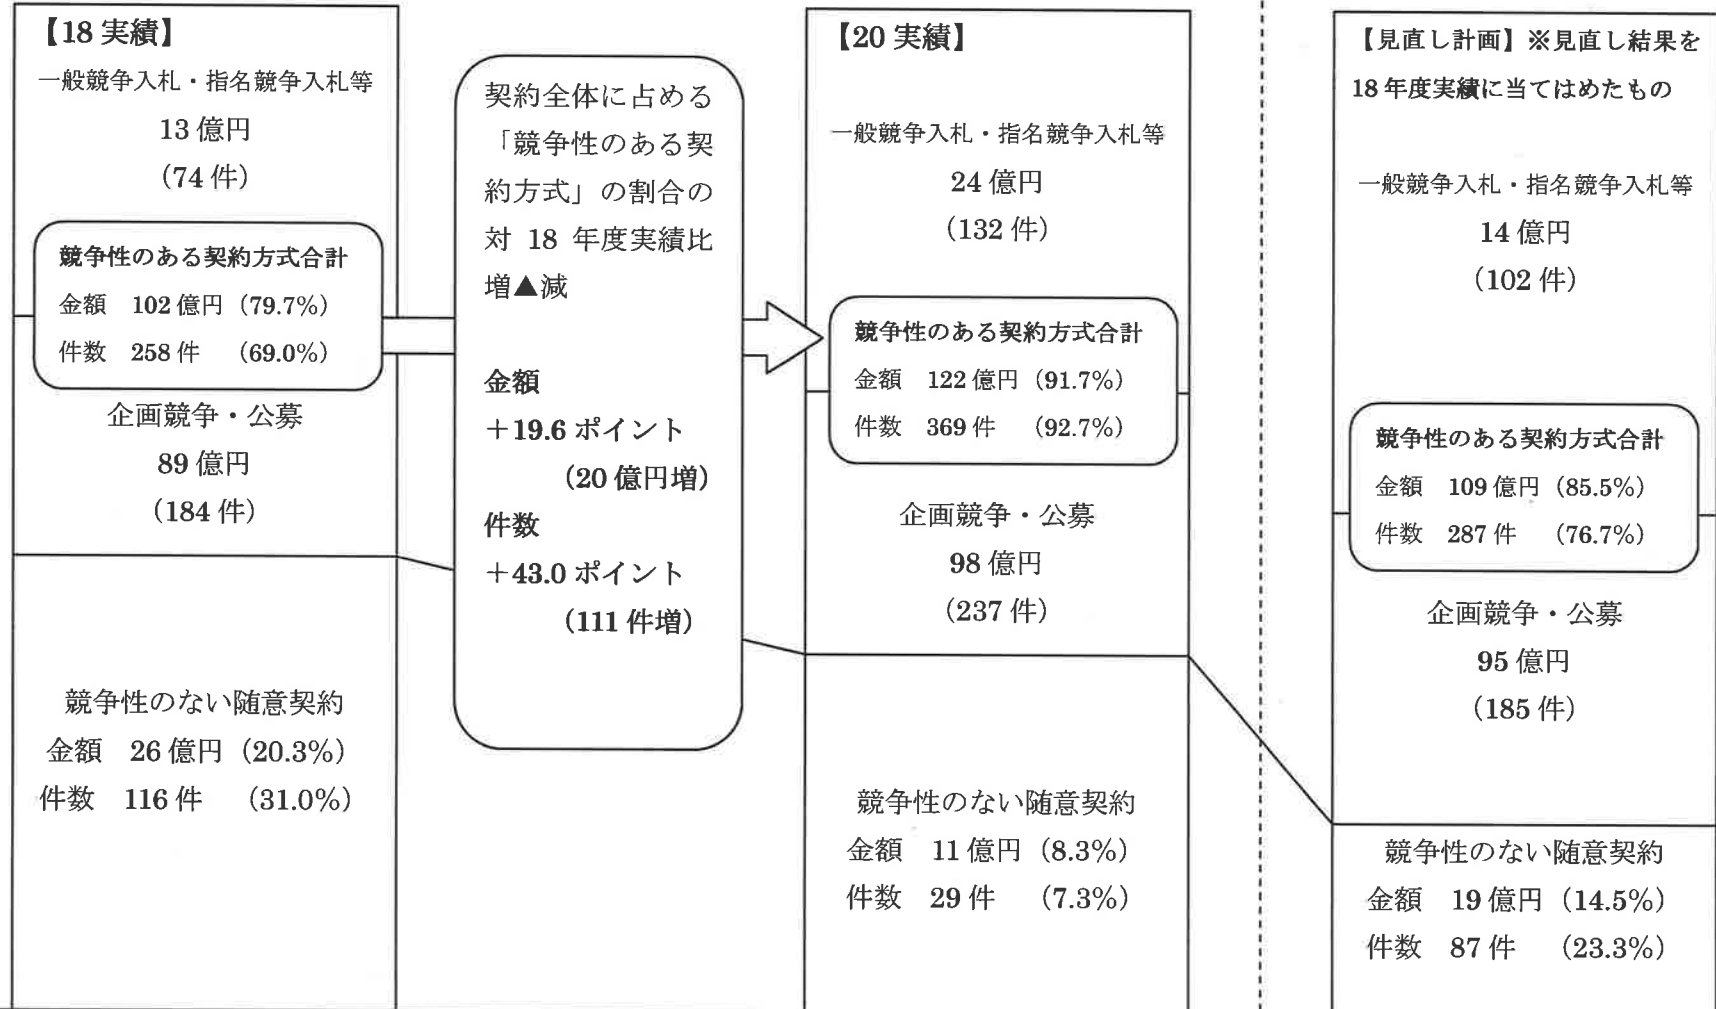 【18 実績】
一般競争入札・指名競争入札等
13 億円
(74 件)
競争性のある契約方式合計
金額 102 億円 (79.7%)
件数 258 件 (69.0%)
企画競争・公募
89 億円
(184 件)
競争性のない随意契約
金額 26 億円 (20.3%)
件数 116 件 (31.0%)
契約全体に占める
「競争性のある契
約方式」の割合の
対 18 年度実績比
増▲減
金額
+19.6 ポイント
(20 億円増)
件数
+43.0 ポイント
(111 件増)
【20 実績】
一般競争入札・指名競争入札等
24 億円
(132 件)
競争性のある契約方式合計
金額 122 億円 (91.7%)
件数 369 件 (92.7%)
企画競争・公募
98 億円
(237 件)
競争性のない随意契約
金額 11 億円 (8.3%)
件数 29 件 (7.3%)
【見直し計画】※見直し結果を
18 年度実績に当てはめたもの
一般競争入札・指名競争入札等
14 億円
(102 件)
競争性のある契約方式合計
金額 109 億円 (85.5%)
件数 287 件 (76.7%)
企画競争・公募
95 億円
(185 件)
競争性のない随意契約
金額 19 億円 (14.5%)
件数 87 件 (23.3%)